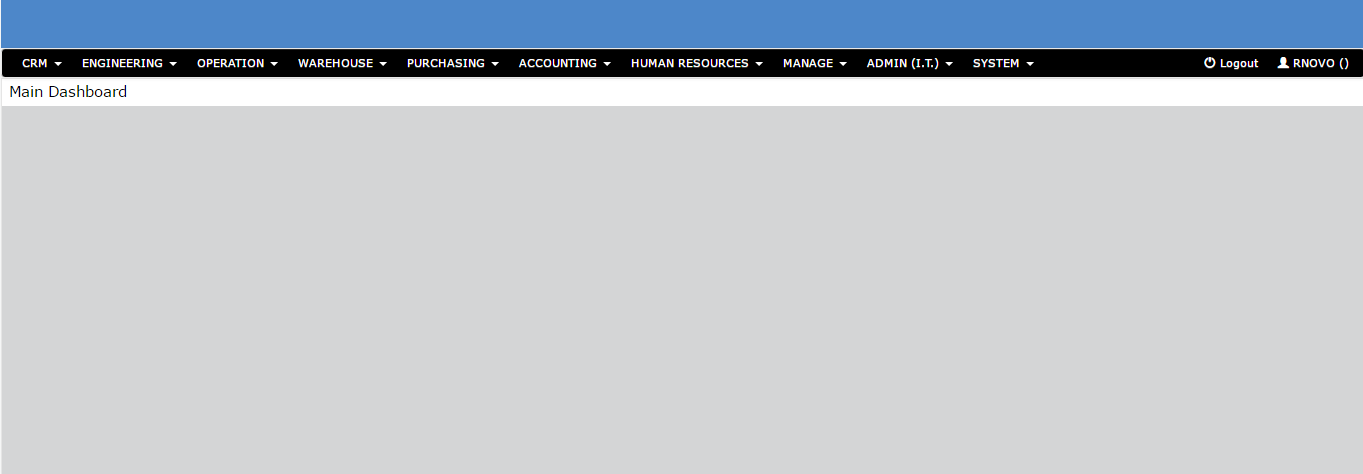 CRM ENGINEERING OPERATION WAREHOUSE PURCHASING ACCOUNTING HUMAN RESOURCES MANAGE ADMIN (I.T.) SYSTEM Logout RNOVO ()
Main Dashboard